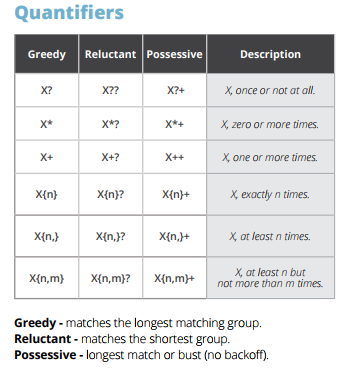 Quantifiers
Greedy Reluctant Possessive Description
X? X?? X?+ X, once or not at all.
X* X*? X*+ X, zero or more times.
X+ X+? X++ X, one or more times.
X{n} X{n}? X{n}+ X, exactly n times.
X{n,} X{n,}? X{n,}+ X, at least n times.
X{n,m} X{n,m}? X{n,m}+ X, at least n but
not more than m times.
Greedy - matches the longest matching group.
Reluctant - matches the shortest group.
Possessive - longest match or bust (no backoff).